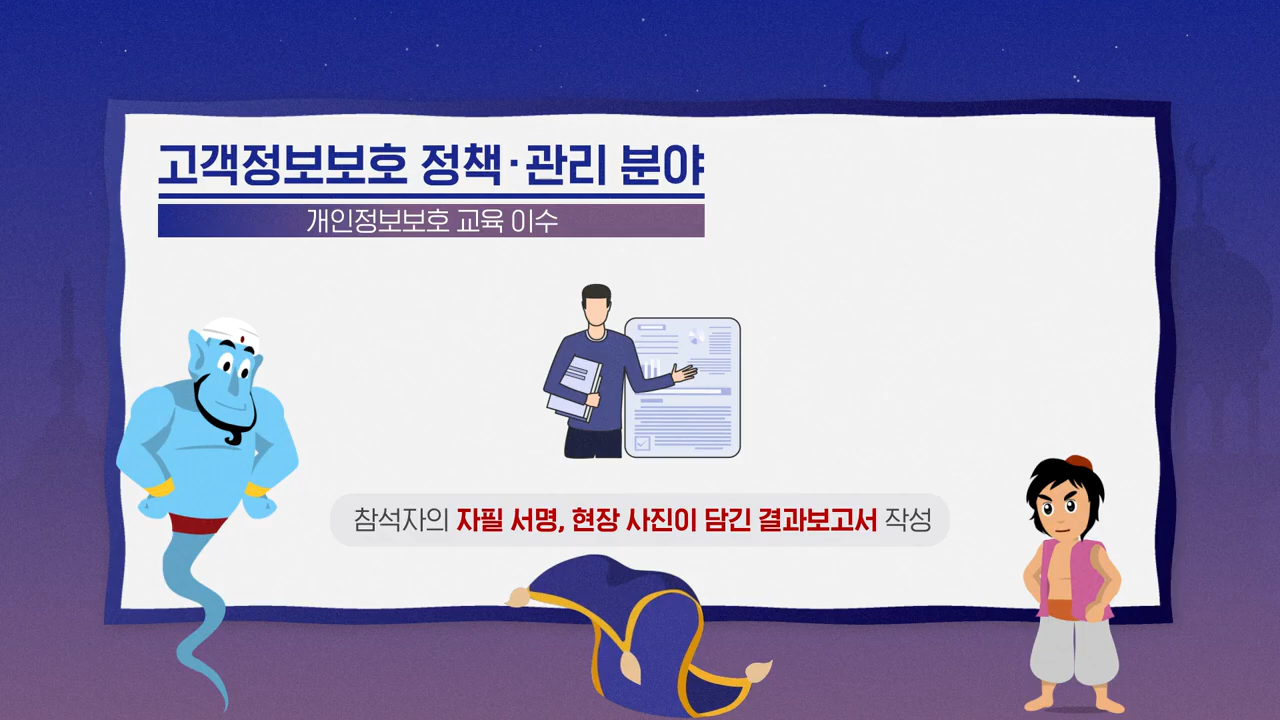 고객정보보호 정책·관리 분야
개인정보보호 교육 이수
참석자의 자필 서명, 현장 사진이 담긴 결과보고서 작성